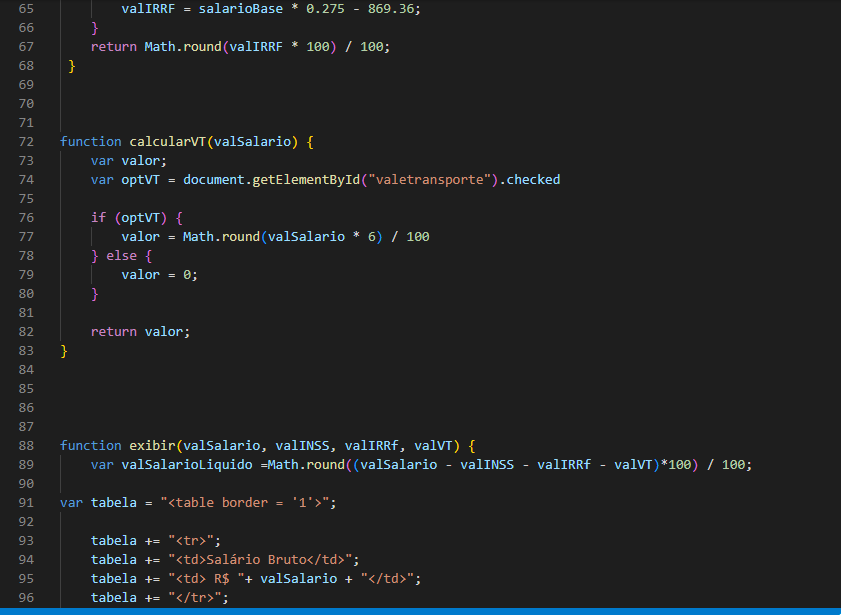 65 valIRRF = salarioBase * 0.275 - 869.36;
66 }
67 return Math.round(valIRRF * 100) / 100;
68 }
69
70
71
72 function calcularVT(valSalario) {
73 var valor;
74 var optVT = document.getElementById("valetransporte").checked
75
76 if (optVT) {
77 valor = Math.round(valSalario * 6) / 100
78 } else {
79 valor = 0;
80 }
81
82 return valor;
83 }
84
85
86
87
88 function exibir(valSalario, valINSS, valIRRf, valVT) {
89 var valSalarioLiquido =Math.round((valSalario - valINSS - valIRRf - valVT)*100) / 100;
90
91 var tabela = "<table border = '1'>";
92
93 tabela += "<tr>";
94 tabela += "<td>Salário Bruto</td>";
95 tabela += "<td> R$ "+ valSalario + "</td>";
96 tabela += "</tr>";